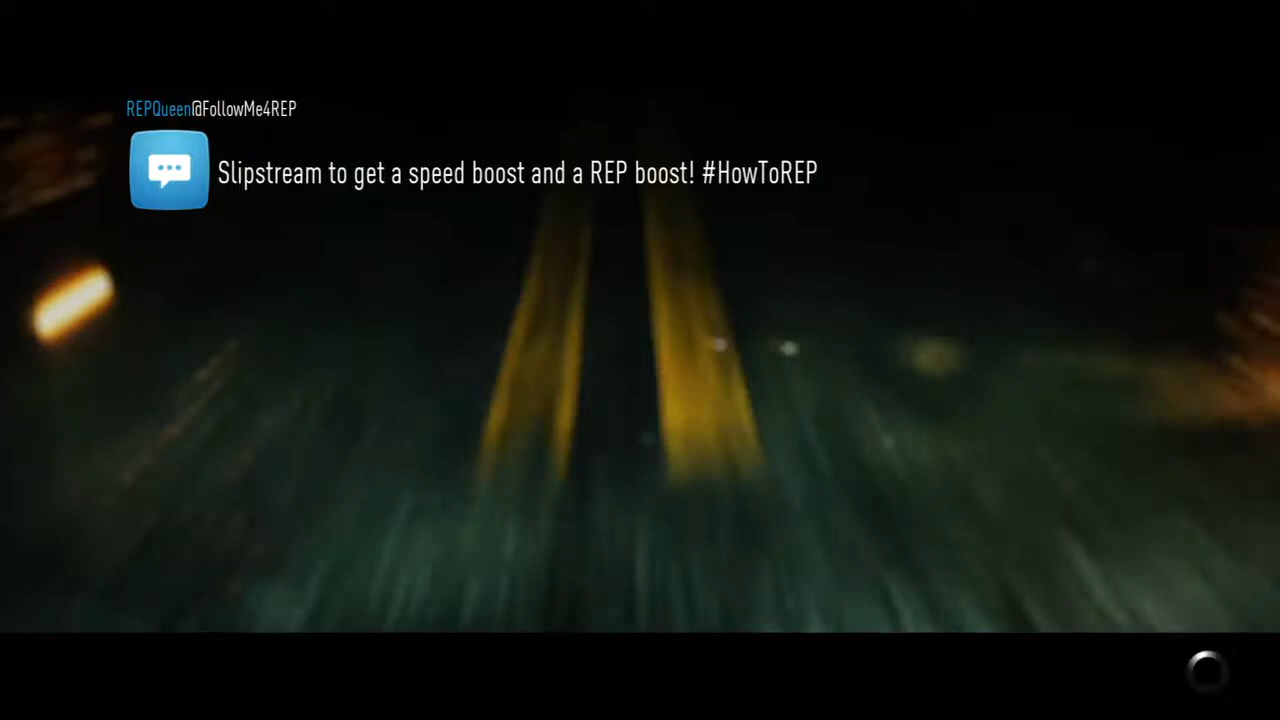 REPQueen@FollowMe4REP
Slipstream to get a speed boost and a REP boost! #HowToREP